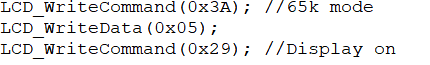 LCD_WriteCommand(0x3A); //65k mode
LCD_WriteData(0x05);
LCD_WriteCommand(0x29); //Display on